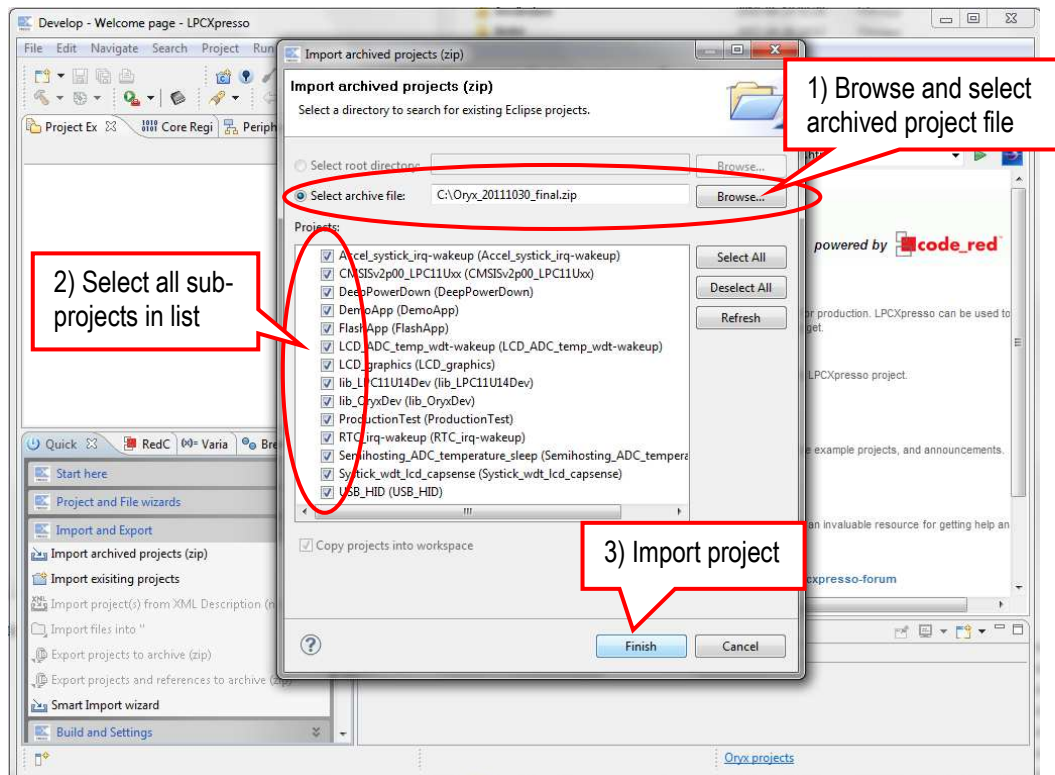 Develop - Welcome page - LPCXpresso
File Edit Navigate Search Project Run
Project Ex
Core Regi
Periph
Import archived projects (zip)
Import archived projects (zip)
Select a directory to search for existing Eclipse projects.
Select root directory:
Browse...
Select archive file:
C:\Oryx_20111030_final.zip
Browse...
Projects:
Accel_systick_irq-wakeup (Accel_systick_irq-wakeup)
CMSISv2p00_LPC11Uxx (CMSISv2p00_LPC11Uxx)
DeepPowerDown (DeepPowerDown)
DemoApp (DemoApp)
FlashApp (FlashApp)
LCD_ADC_temp_wdt-wakeup (LCD_ADC_temp_wdt-wakeup)
LCD_graphics (LCD_graphics)
lib_LPC11U14Dev (lib_LPC11U14Dev)
lib_OryxDev (lib_OryxDev)
ProductionTest (ProductionTest)
RTC_irq-wakeup (RTC_irq-wakeup)
Semihosting_ADC_temperature_sleep (Semihosting_ADC_tempera
Systick_wdt_lcd_capsense (Systick_wdt_lcd_capsense)
USB_HID (USB_HID)
Select All
Deselect All
Refresh
Copy projects into workspace
Finish
Cancel
1) Browse and select
archived project file
2) Select all sub-
projects in list
3) Import project
powered by code_red
or production. LPCXpresso can be used to
get.
LPCXpresso project.
e example projects, and announcements.
an invaluable resource for getting help an
cxpresso-forum
Quick
RedC
(x)= Varia
Bre
Start here
Project and File wizards
Import and Export
Import archived projects (zip)
Import exisiting projects
Import project(s) from XML Description (n
Import files into ''
Export projects to archive (zip)
Export projects and references to archive (zip)
Smart Import wizard
Build and Settings
Oryx projects